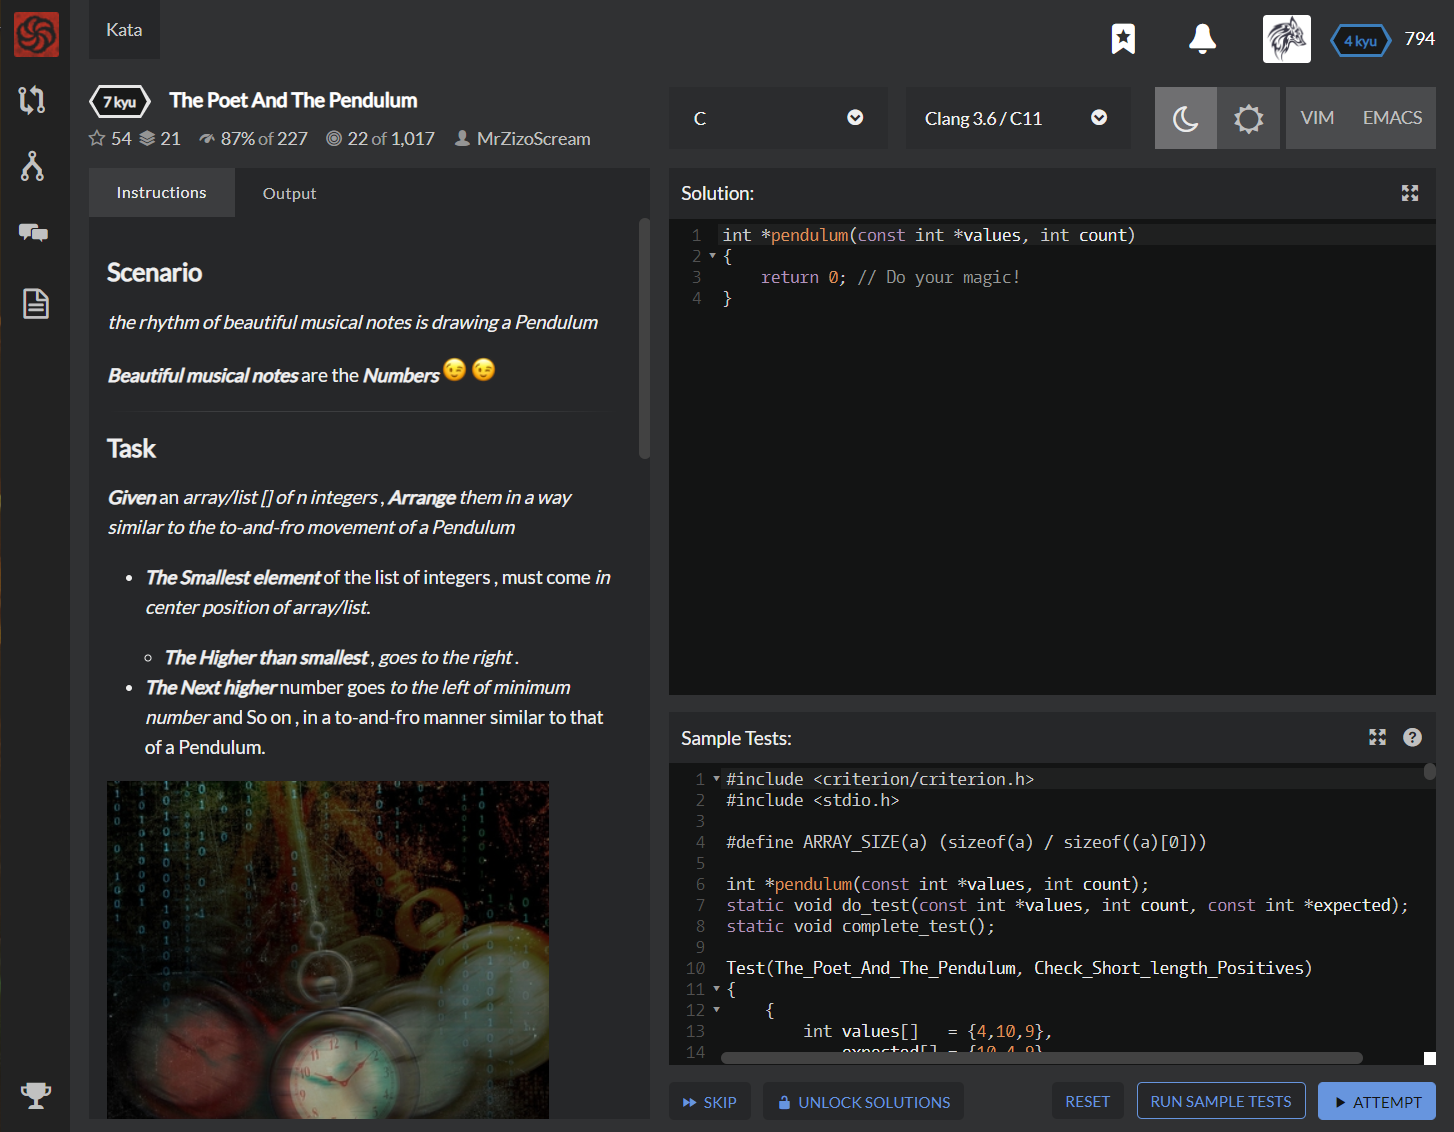 Kata
4 kyu 794
7 kyu The Poet And The Pendulum
54 21 87% of 227 22 of 1,017 MrZizoScream
C
Clang 3.6 / C11
VIM EMACS
Instructions Output
Scenario
the rhythm of beautiful musical notes is drawing a Pendulum
Beautiful musical notes are the Numbers 😉 😉
Task
Given an array/list [] of n integers , Arrange them in a way
similar to the to-and-fro movement of a Pendulum
• The Smallest element of the list of integers , must come in
center position of array/list.
◦ The Higher than smallest , goes to the right .
• The Next higher number goes to the left of minimum
number and So on , in a to-and-fro manner similar to that
of a Pendulum.
Solution:
1 int *pendulum(const int *values, int count)
2 {
3     return 0; // Do your magic!
4 }
Sample Tests:
1 #include <criterion/criterion.h>
2 #include <stdio.h>
3
4 #define ARRAY_SIZE(a) (sizeof(a) / sizeof((a)[0]))
5
6 int *pendulum(const int *values, int count);
7 static void do_test(const int *values, int count, const int *expected);
8 static void complete_test();
9
10 Test(The_Poet_And_The_Pendulum, Check_Short_length_Positives)
11 {
12     {
13         int values[]   = {4,10,9},
14             expected[] = {10,4,9}
SKIP
UNLOCK SOLUTIONS
RESET
RUN SAMPLE TESTS
ATTEMPT